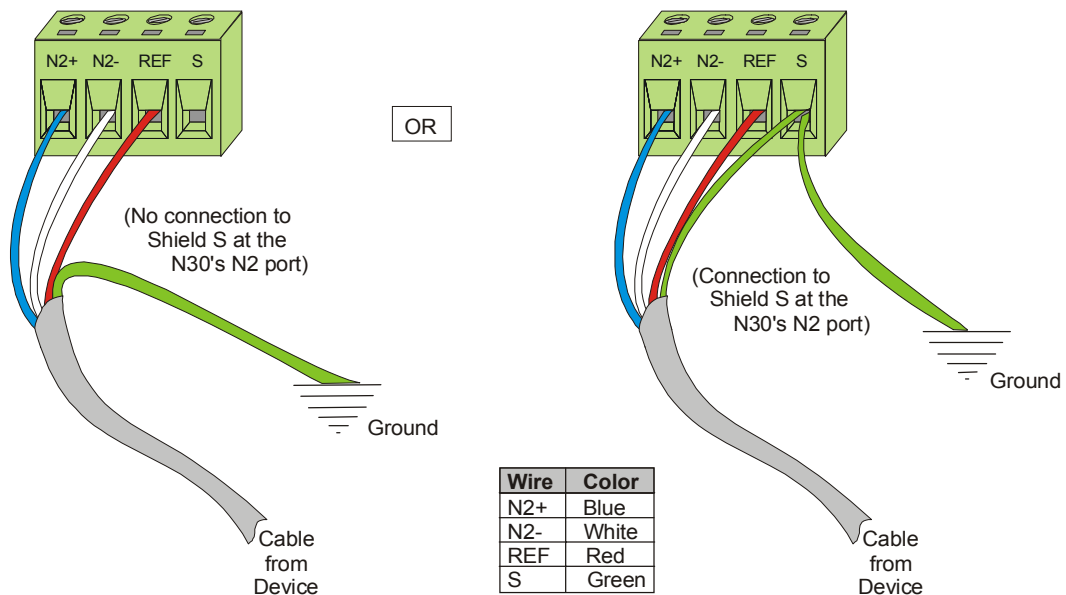 N2+ N2- REF S
(No connection to
Shield S at the
N30's N2 port)
Ground
Cable
from
Device
OR
N2+ N2- REF S
(Connection to
Shield S at the
N30's N2 port)
Ground
Cable
from
Device
Wire Color
N2+ Blue
N2- White
REF Red
S Green